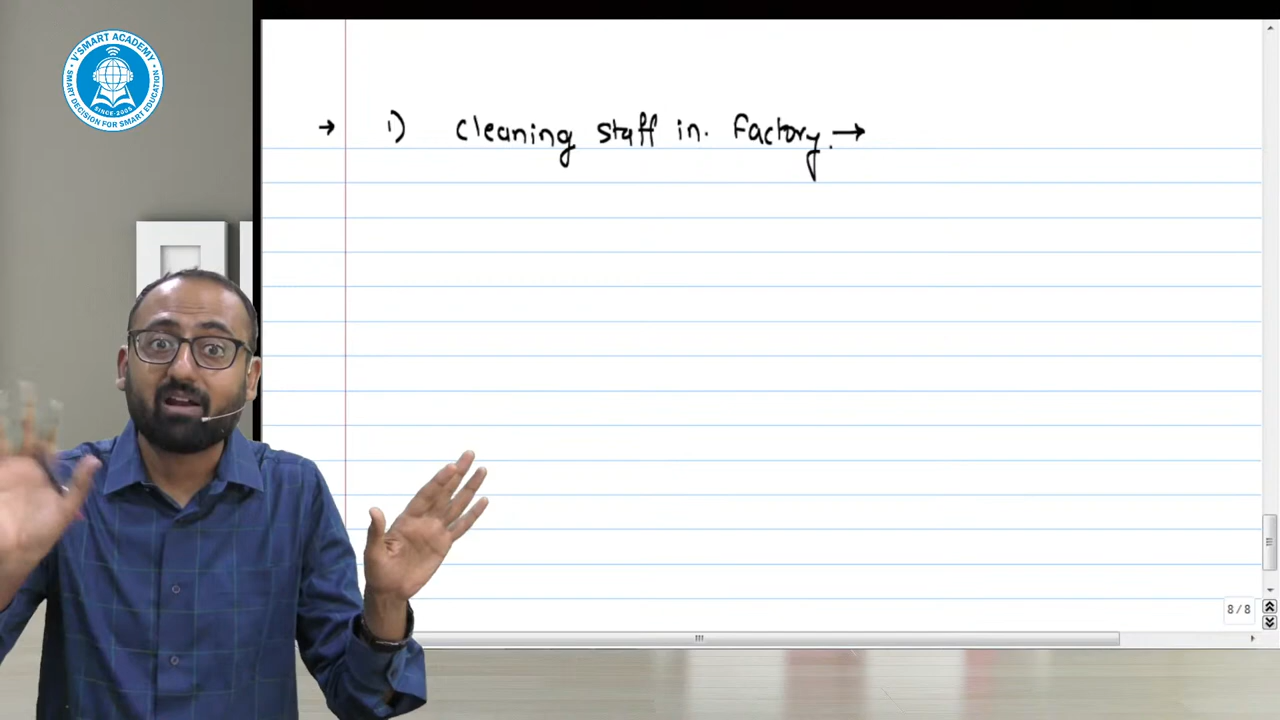 V'SMART ACADEMY
SMART DECISION FOR SMART EDUCATION
SINCE-2005
→ 1) Cleaning staff in. Factory. →
8/8